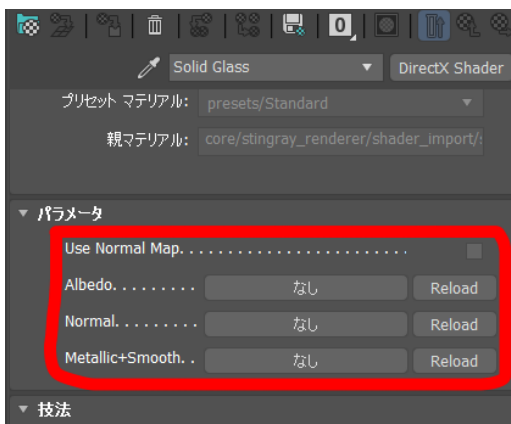 0
Solid Glass DirectX Shader
プリセット マテリアル: presets/Standard
親マテリアル: core/stingray_renderer/shader_import/
パラメータ
Use Normal Map. . . . . . . . . . . . . . . . . . . . . . . .
Albedo. . . . . . . . . なし Reload
Normal. . . . . . . . . なし Reload
Metallic+Smooth. . なし Reload
技法